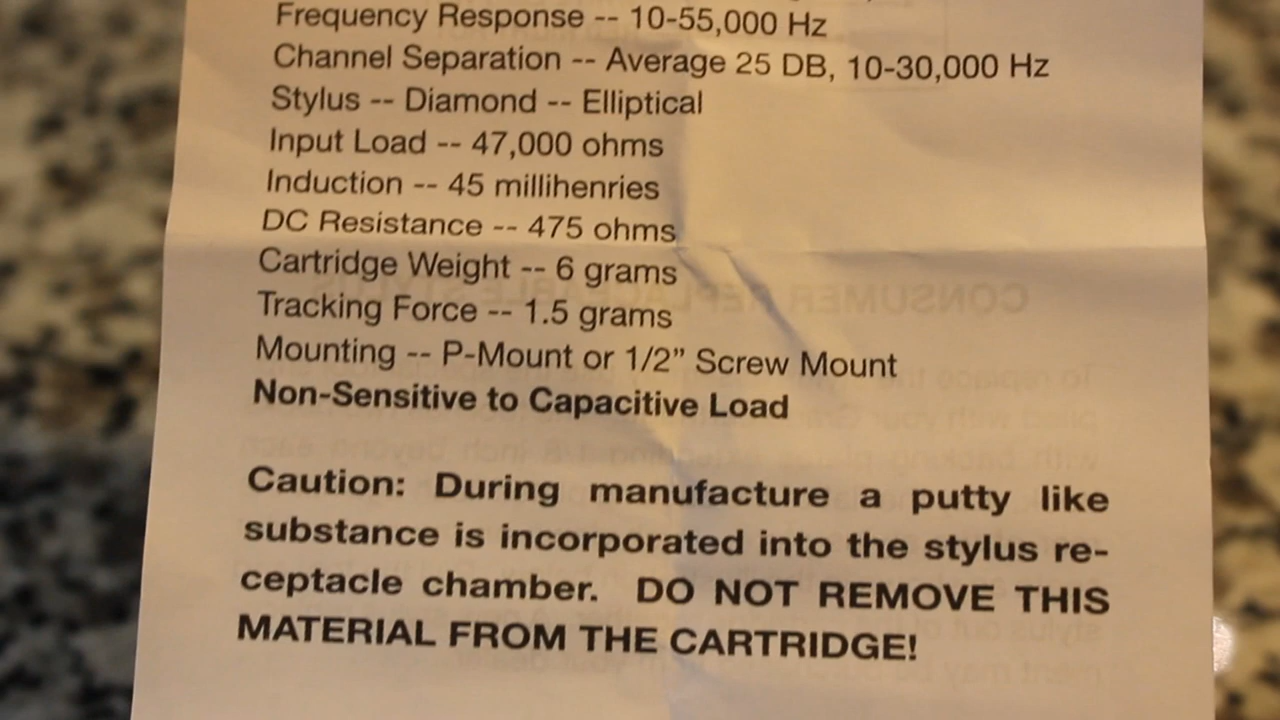 Frequency Response -- 10-55,000 Hz
Channel Separation -- Average 25 DB, 10-30,000 Hz
Stylus -- Diamond -- Elliptical
Input Load -- 47,000 ohms
Induction -- 45 millihenries
DC Resistance -- 475 ohms
Cartridge Weight -- 6 grams
Tracking Force -- 1.5 grams
Mounting -- P-Mount or 1/2” Screw Mount
Non-Sensitive to Capacitive Load
Caution: During manufacture a putty like
substance is incorporated into the stylus re-
ceptacle chamber. DO NOT REMOVE THIS
MATERIAL FROM THE CARTRIDGE!